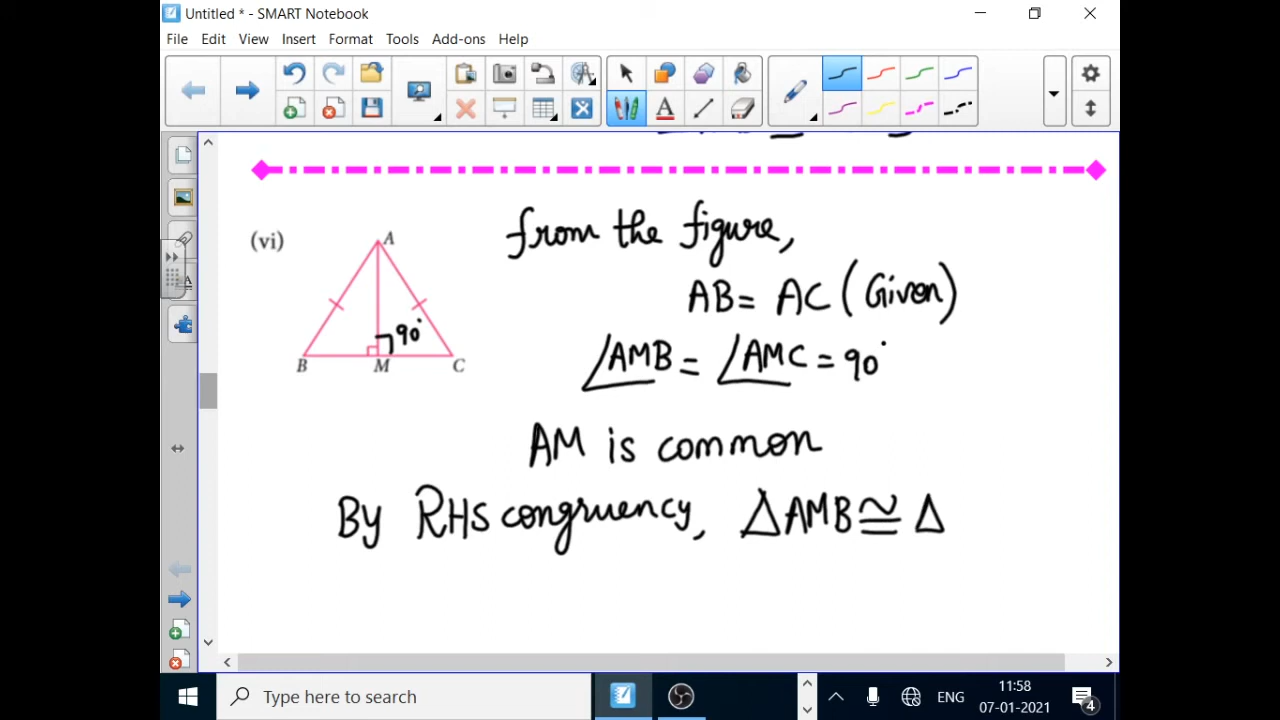 Untitled * - SMART Notebook
File Edit View Insert Format Tools Add-ons Help
(vi)
from the figure,
A
AB = AC (Given)
90°
∠AMB = ∠AMC = 90°
B M C
AM is common
By RHS congruency, △AMB ≅ △
Type here to search
ENG
11:58
07-01-2021
4